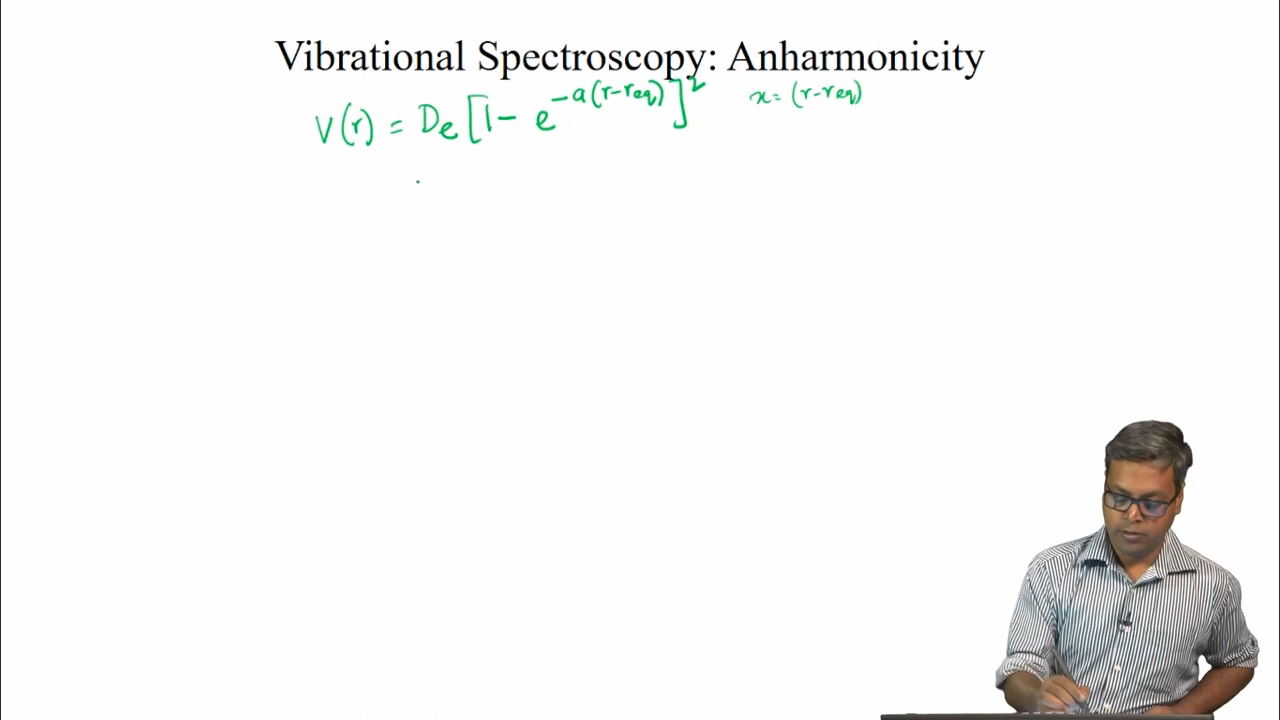 Vibrational Spectroscopy: Anharmonicity
V(r) = De [1 - e^{-a(r-req)}]^2 x = (r-req)